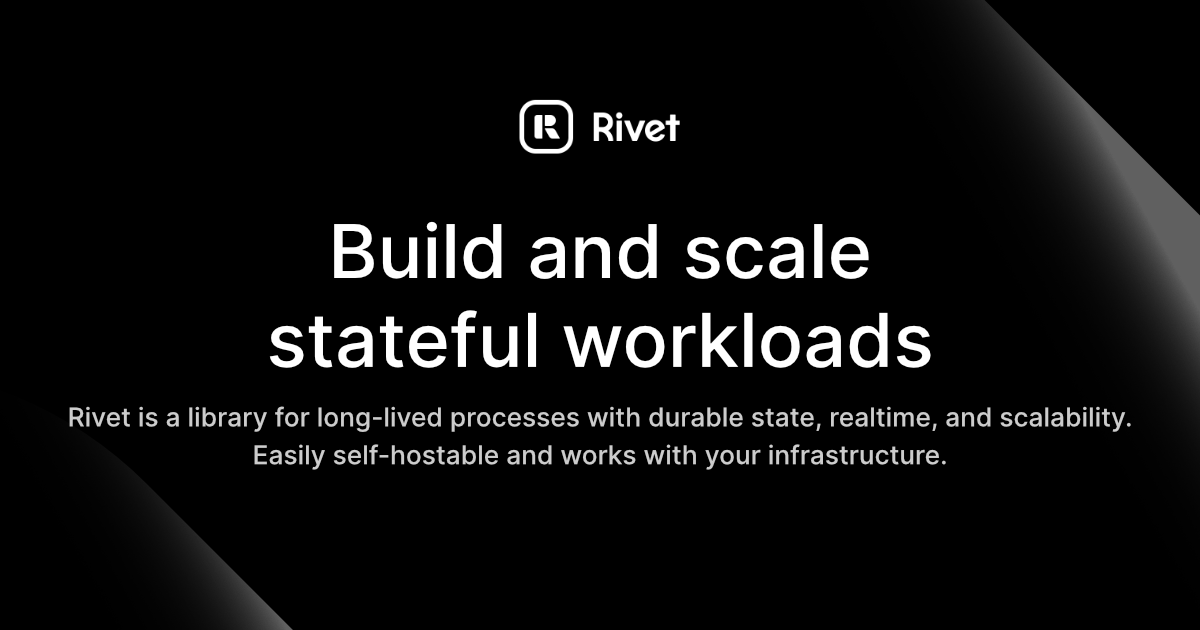 Rivet
Build and scale
stateful workloads
Rivet is a library for long-lived processes with durable state, realtime, and scalability.
Easily self-hostable and works with your infrastructure.